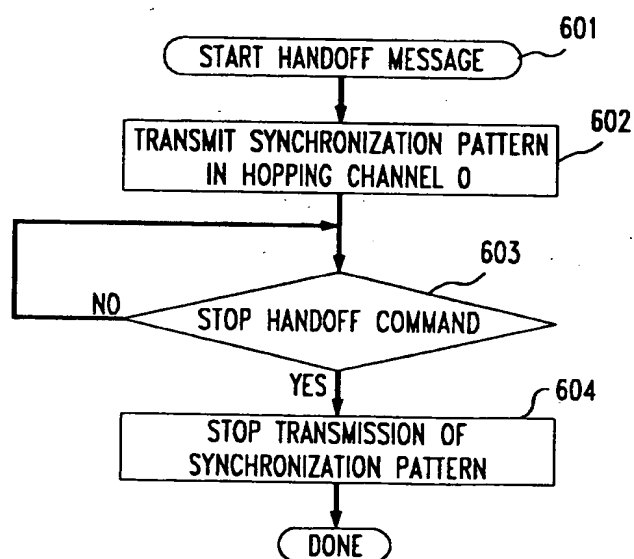 601
START HANDOFF MESSAGE
602
TRANSMIT SYNCHRONIZATION PATTERN
IN HOPPING CHANNEL 0
603
NO
STOP HANDOFF COMMAND
YES
604
STOP TRANSMISSION OF
SYNCHRONIZATION PATTERN
DONE